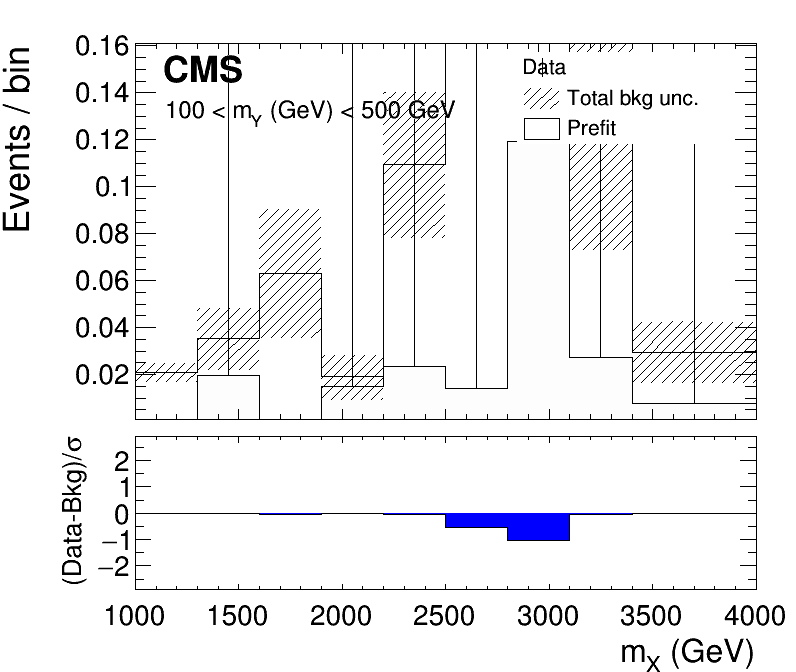 CMS
100 < mY (GeV) < 500 GeV
Data
Total bkg unc.
Prefit
Events / bin
0.16
0.14
0.12
0.1
0.08
0.06
0.04
0.02
(Data-Bkg)/σ
2
1
0
−1
−2
1000 1500 2000 2500 3000 3500 4000
mX (GeV)